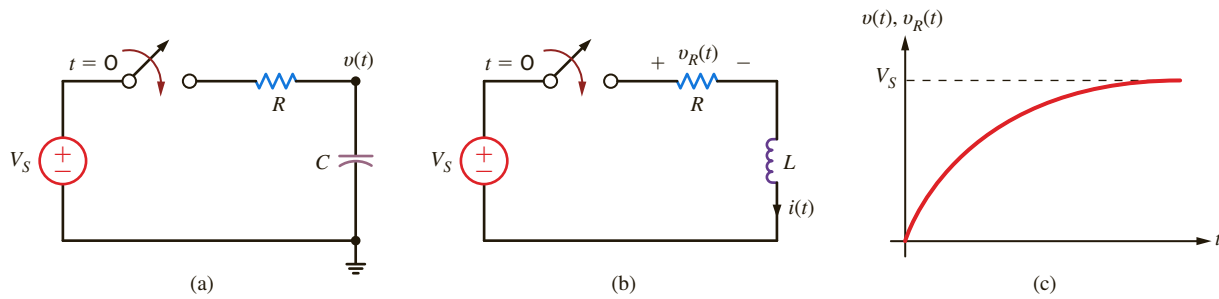 t = 0
v(t)
R
V_S
+
−
C
(a)
t = 0
+ v_R(t) −
R
V_S
+
−
L
i(t)
(b)
v(t), v_R(t)
V_S
t
(c)